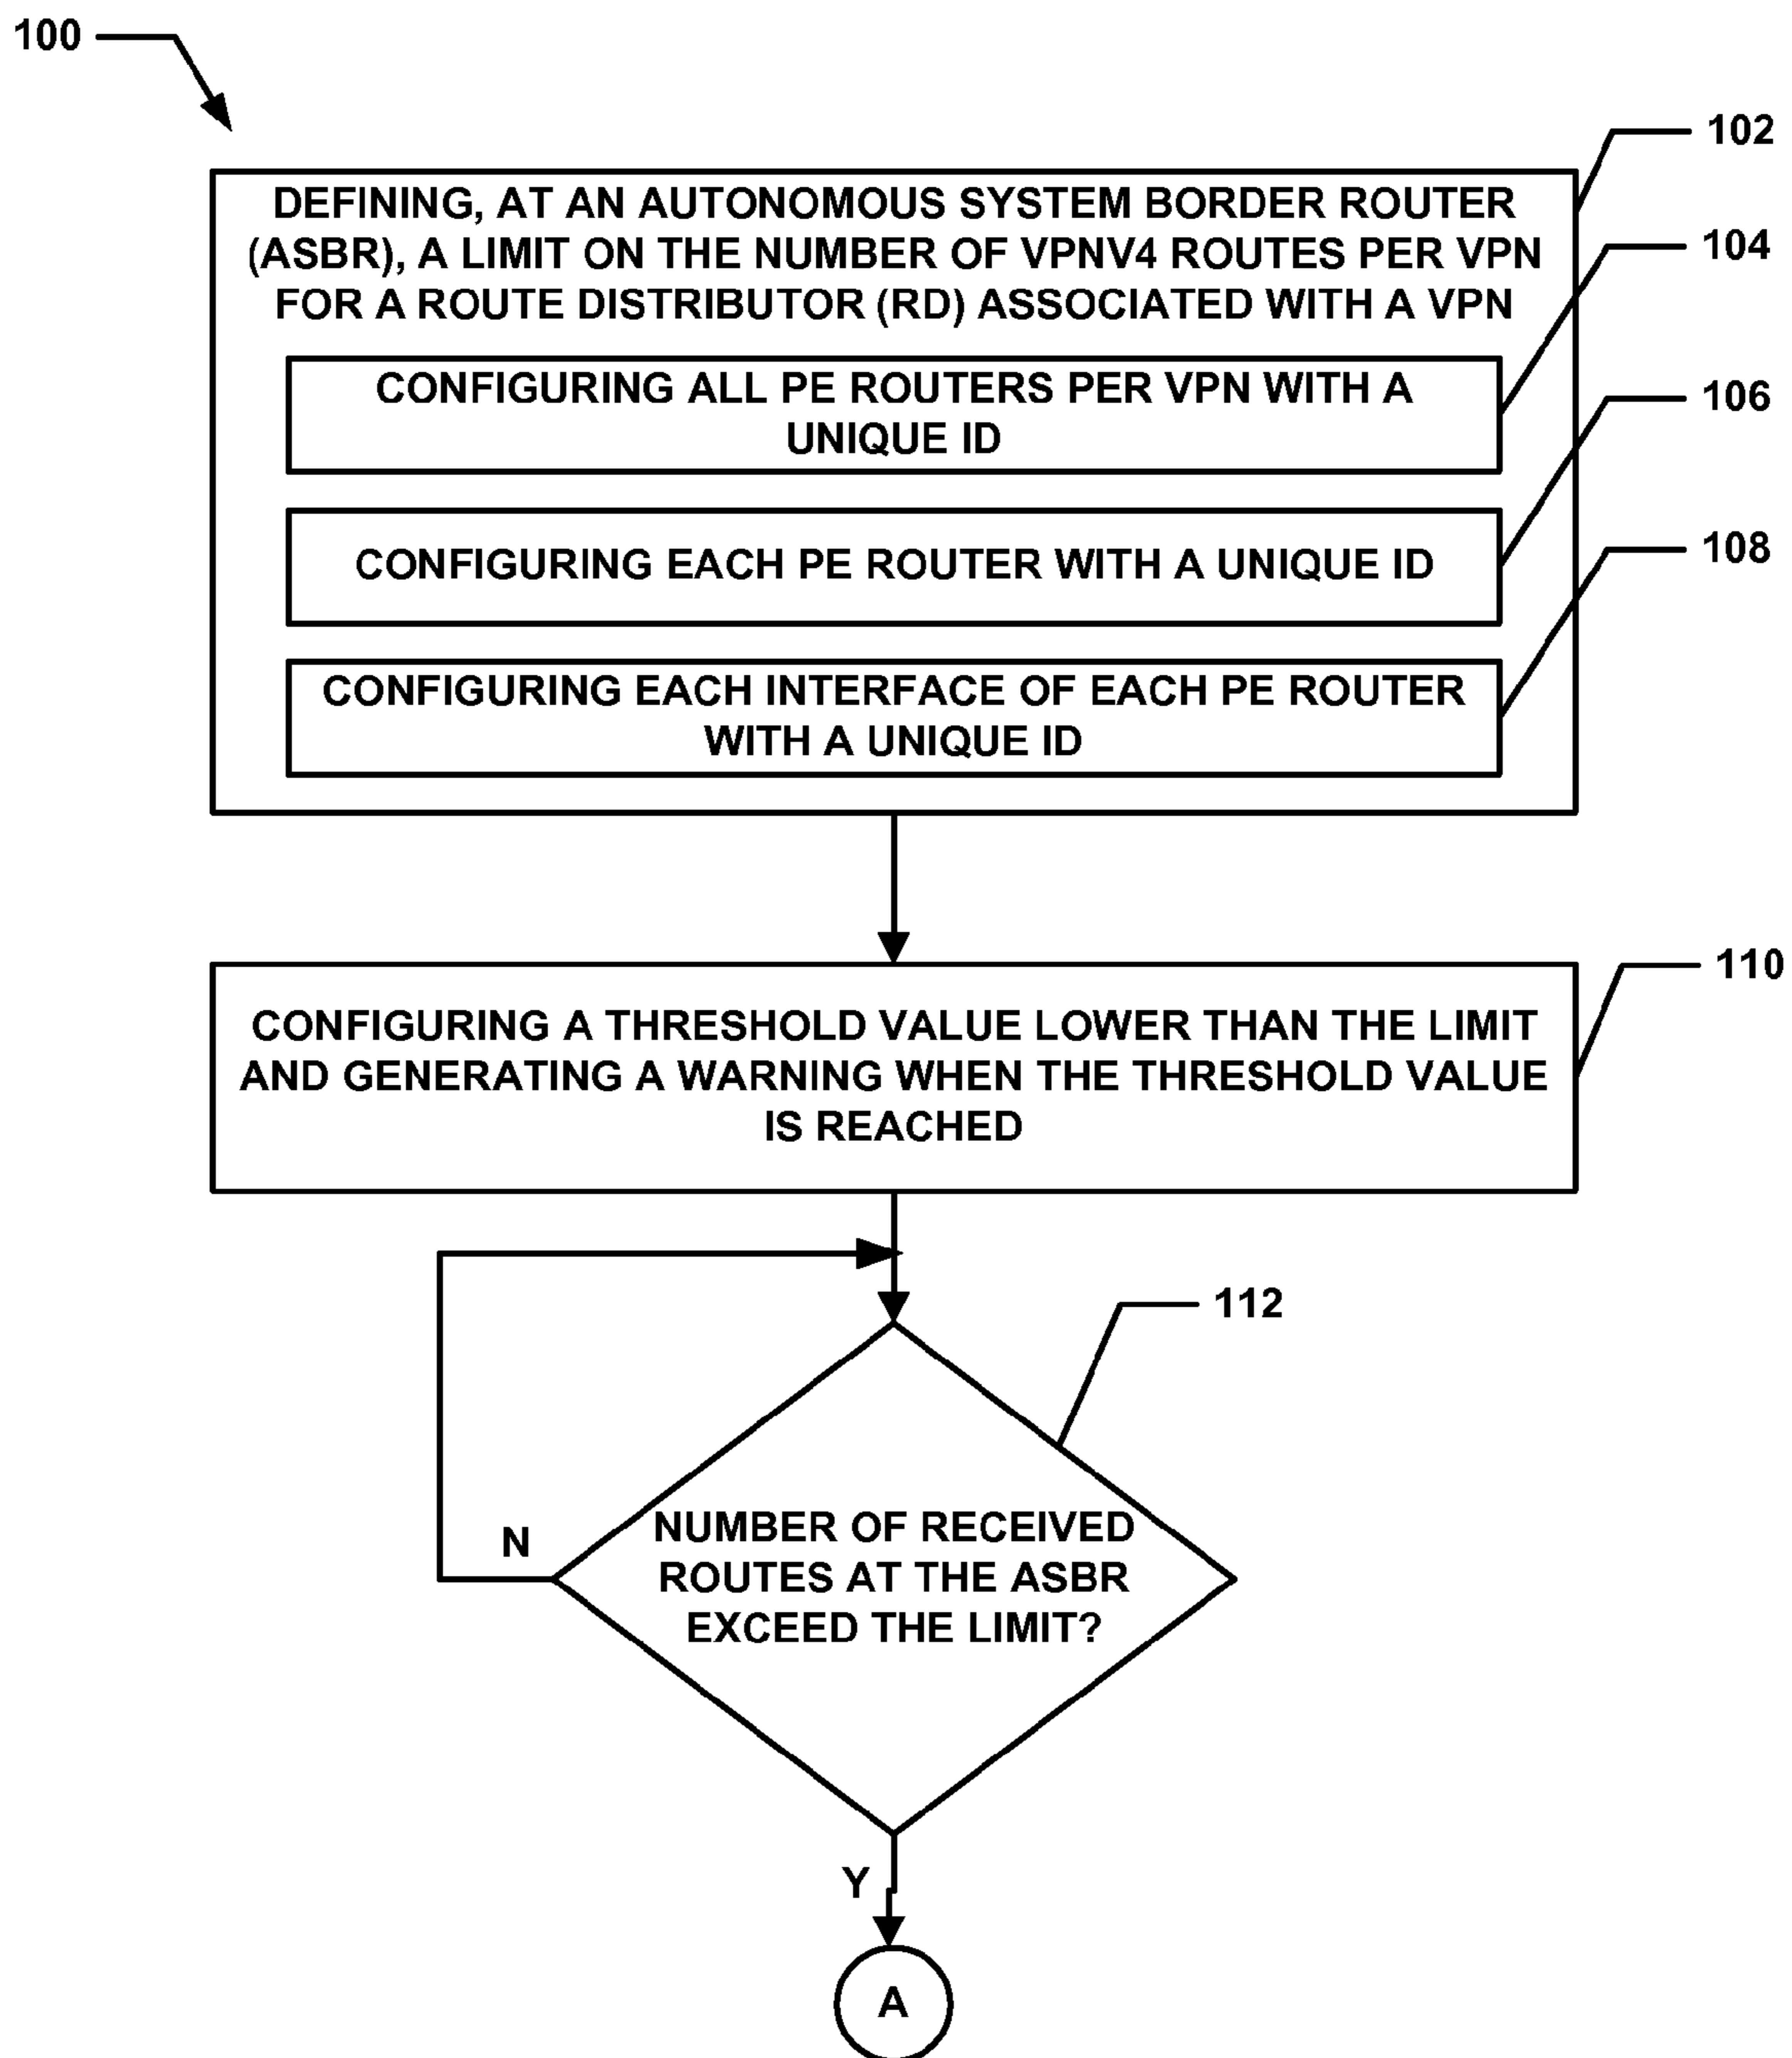 100
102
DEFINING, AT AN AUTONOMOUS SYSTEM BORDER ROUTER
(ASBR), A LIMIT ON THE NUMBER OF VPNV4 ROUTES PER VPN
FOR A ROUTE DISTRIBUTOR (RD) ASSOCIATED WITH A VPN
104
CONFIGURING ALL PE ROUTERS PER VPN WITH A
UNIQUE ID
106
CONFIGURING EACH PE ROUTER WITH A UNIQUE ID
108
CONFIGURING EACH INTERFACE OF EACH PE ROUTER
WITH A UNIQUE ID
110
CONFIGURING A THRESHOLD VALUE LOWER THAN THE LIMIT
AND GENERATING A WARNING WHEN THE THRESHOLD VALUE
IS REACHED
112
N
NUMBER OF RECEIVED
ROUTES AT THE ASBR
EXCEED THE LIMIT?
Y
A